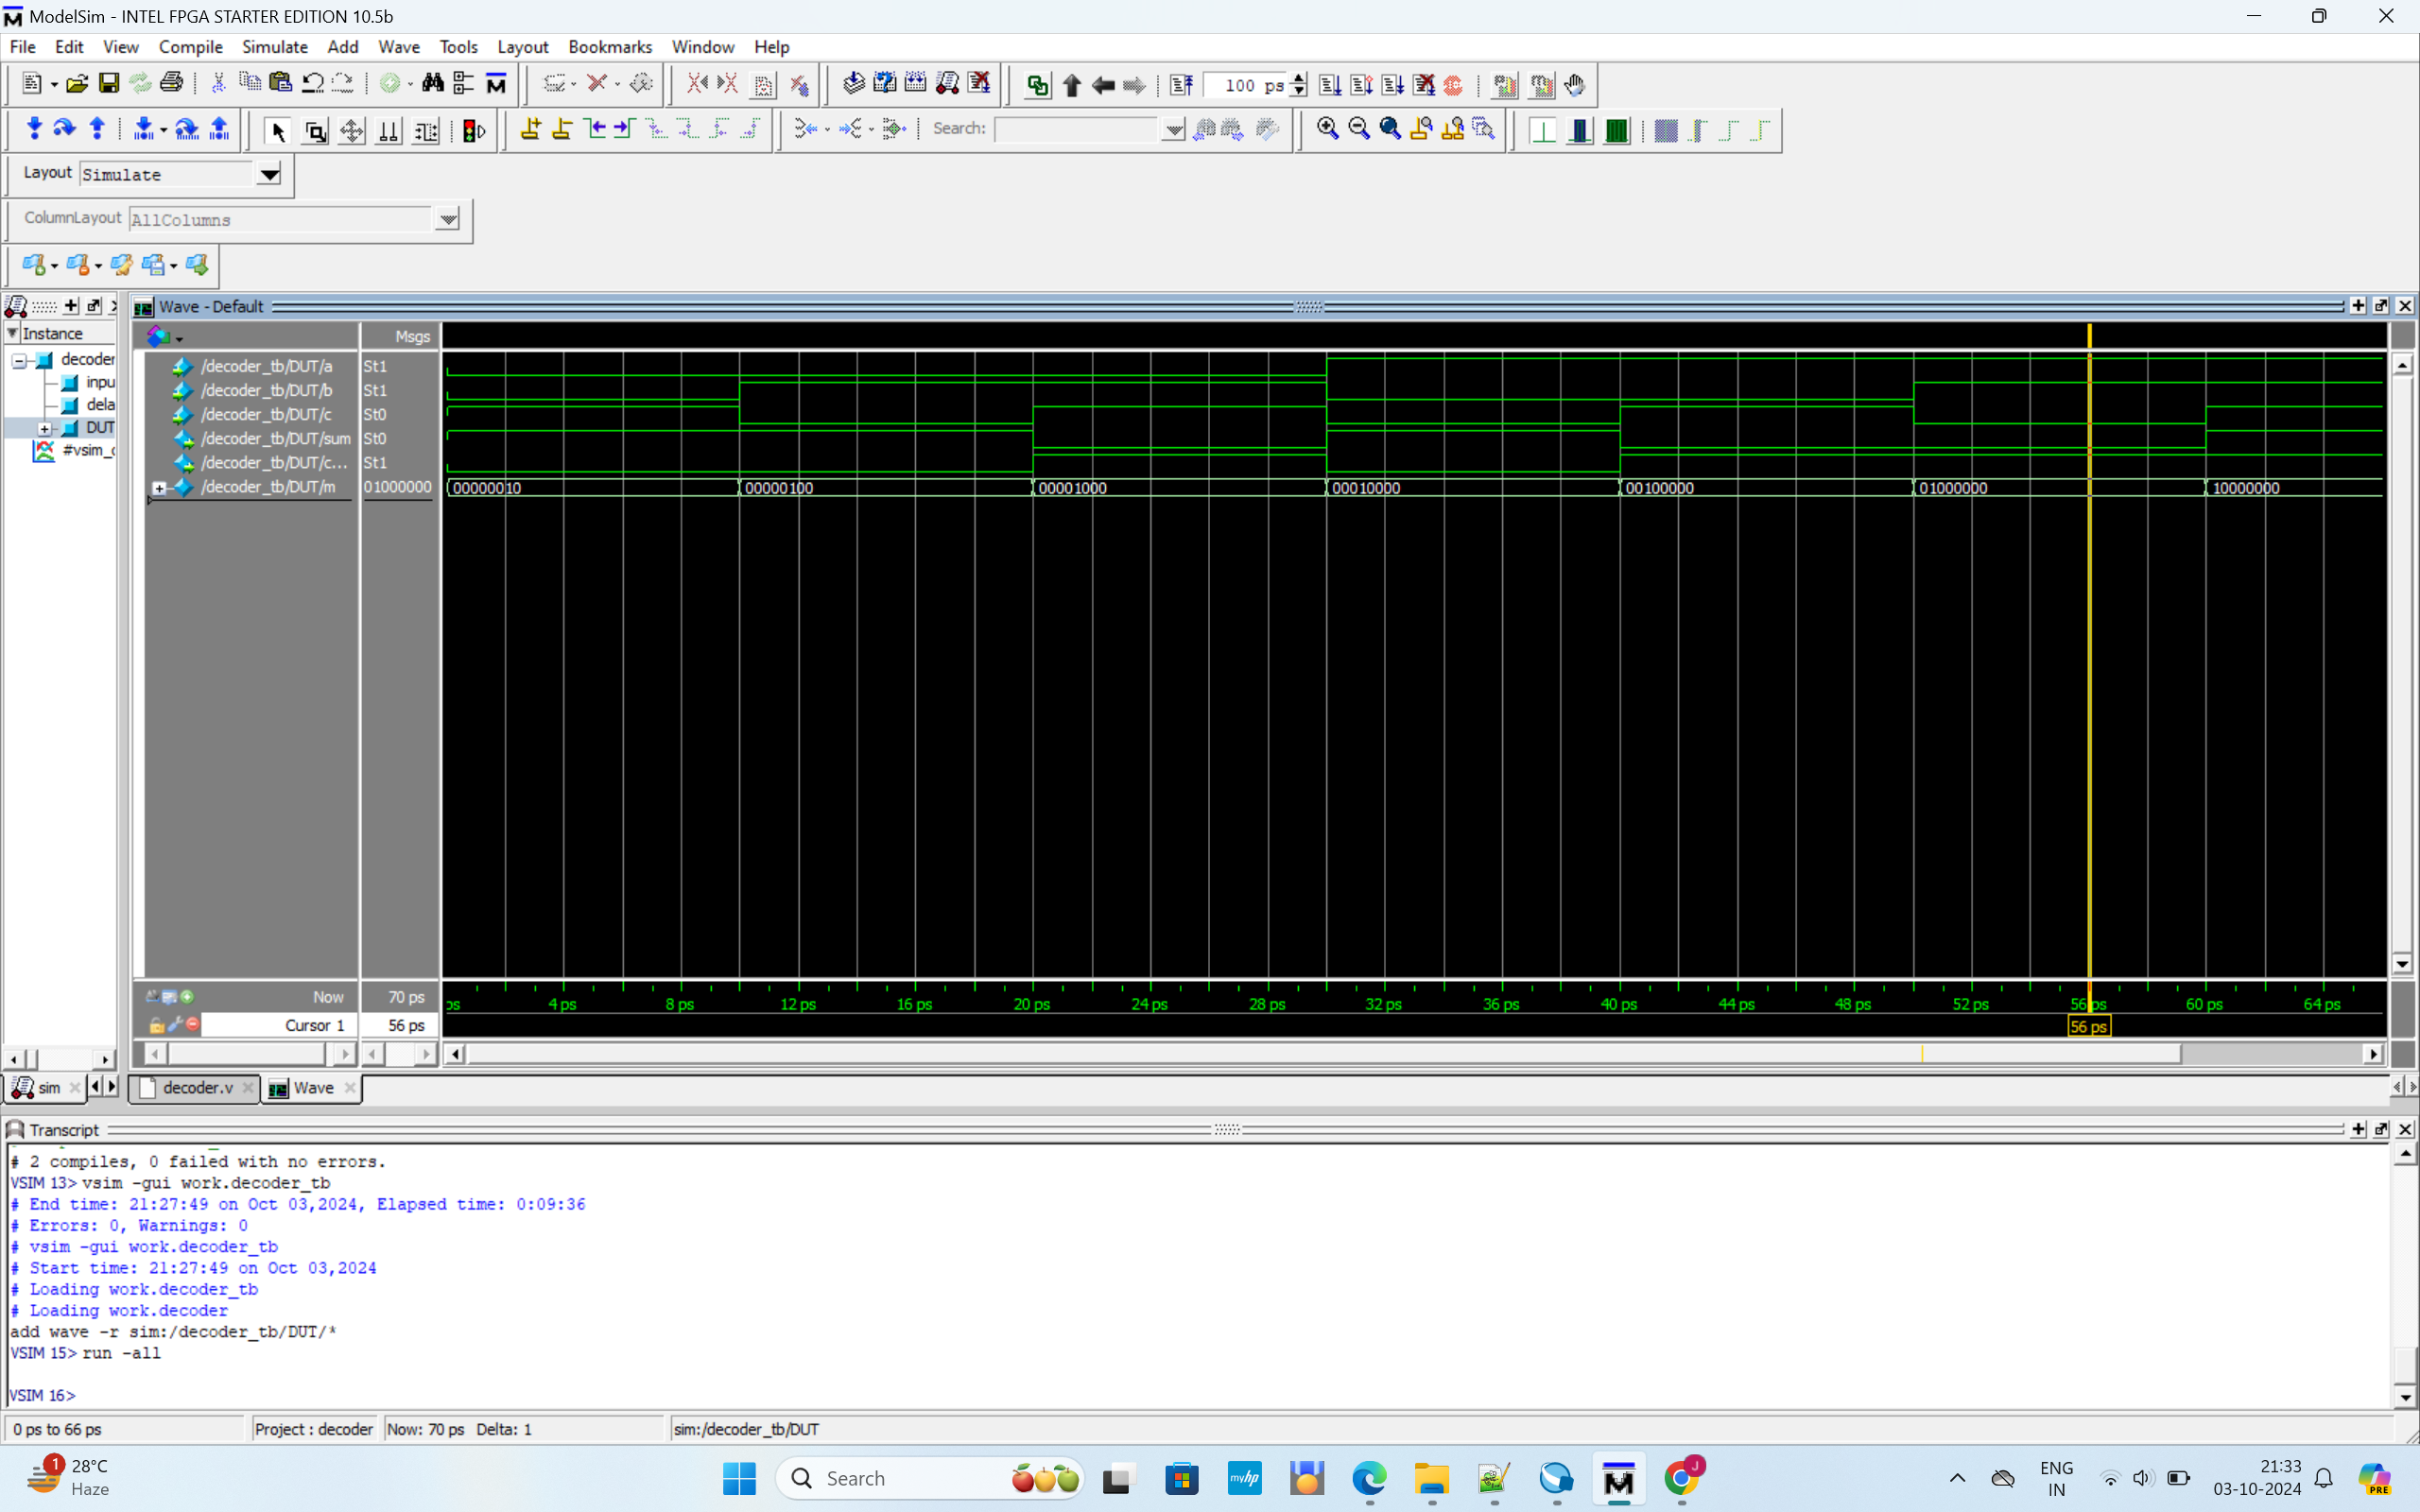 ModelSim - INTEL FPGA STARTER EDITION 10.5b
File Edit View Compile Simulate Add Wave Tools Layout Bookmarks Window Help
100 ps
Search:
Layout Simulate
ColumnLayout AllColumns
Wave - Default
Instance
decoder
inpu
dela
DUT
#vsim_c
Msgs
/decoder_tb/DUT/a St1
/decoder_tb/DUT/b St1
/decoder_tb/DUT/c St0
/decoder_tb/DUT/sum St0
/decoder_tb/DUT/c... St1
/decoder_tb/DUT/m 01000000 00000010 00000100 00001000 00010000 00100000 01000000 10000000
Now 70 ps
ps 4 ps 8 ps 12 ps 16 ps 20 ps 24 ps 28 ps 32 ps 36 ps 40 ps 44 ps 48 ps 52 ps 56 ps 60 ps 64 ps
Cursor 1 56 ps 56 ps
sim decoder.v Wave
Transcript
# 2 compiles, 0 failed with no errors.
VSIM 13> vsim -gui work.decoder_tb
# End time: 21:27:49 on Oct 03,2024, Elapsed time: 0:09:36
# Errors: 0, Warnings: 0
# vsim -gui work.decoder_tb
# Start time: 21:27:49 on Oct 03,2024
# Loading work.decoder_tb
# Loading work.decoder
add wave -r sim:/decoder_tb/DUT/*
VSIM 15> run -all
VSIM 16>
0 ps to 66 ps Project : decoder Now: 70 ps Delta: 1 sim:/decoder_tb/DUT
1 28°C
Haze
Search
myhp
J
ENG
IN
21:33
03-10-2024
PRE